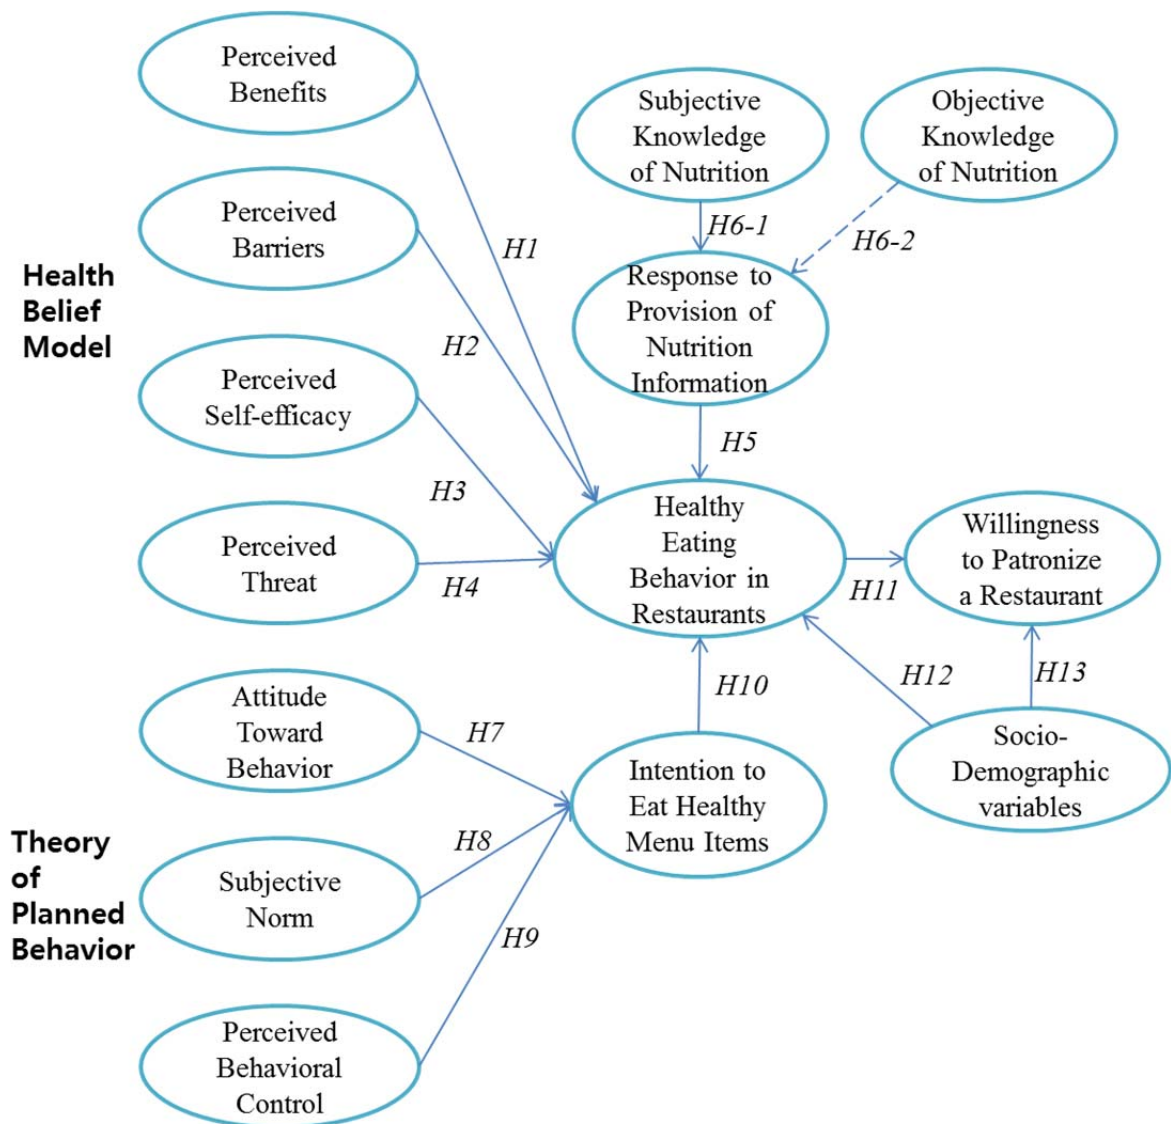 Perceived
Benefits
Subjective
Knowledge
of Nutrition
Objective
Knowledge
of Nutrition
Perceived
Barriers
H1
H6-1
H6-2
Health
Belief
Model
Response to
Provision of
Nutrition
Information
H2
Perceived
Self-efficacy
H5
H3
Perceived
Threat
H4
Healthy
Eating
Behavior in
Restaurants
H11
Willingness
to Patronize
a Restaurant
H10
H12
H13
Attitude
Toward
Behavior
H7
Intention to
Eat Healthy
Menu Items
Socio-
Demographic
variables
Theory
of
Planned
Behavior
H8
Subjective
Norm
H9
Perceived
Behavioral
Control